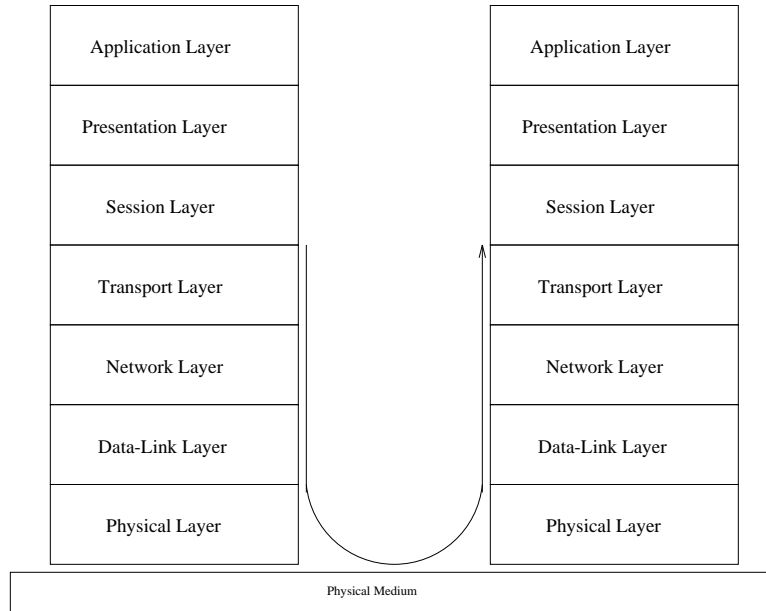 Application Layer
Application Layer
Presentation Layer
Presentation Layer
Session Layer
Session Layer
Transport Layer
Transport Layer
Network Layer
Network Layer
Data-Link Layer
Data-Link Layer
Physical Layer
Physical Layer
Physical Medium